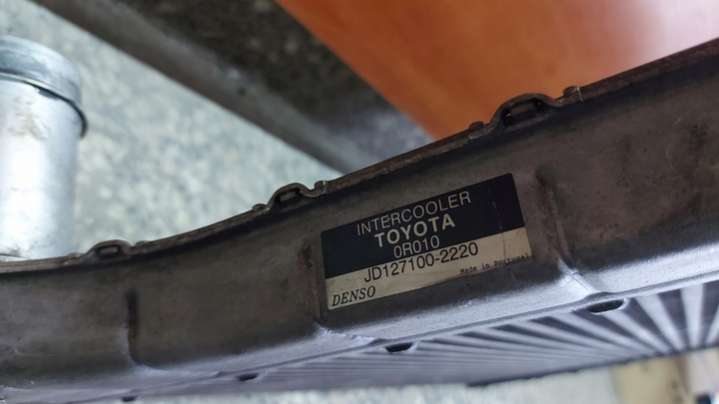 INTERCOOLER
TOYOTA
0R010
JD127100-2220
DENSO Made in Portugal